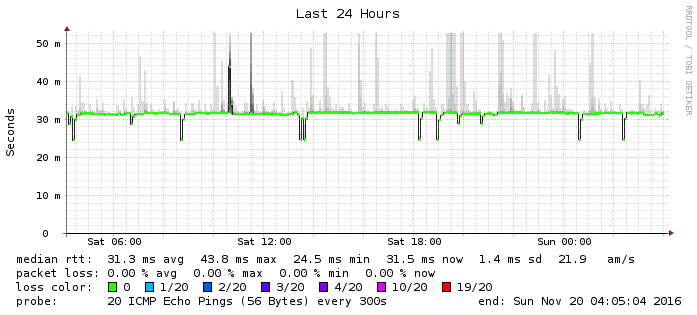 Last 24 Hours
RRDTOOL / TOBI OETIKER
Seconds
50 m
40 m
30 m
20 m
10 m
0
Sat 06:00 Sat 12:00 Sat 18:00 Sun 00:00
median rtt: 31.3 ms avg 43.8 ms max 24.5 ms min 31.5 ms now 1.4 ms sd 21.9 am/s
packet loss: 0.00 % avg 0.00 % max 0.00 % min 0.00 % now
loss color: 0 1/20 2/20 3/20 4/20 10/20 19/20
probe: 20 ICMP Echo Pings (56 Bytes) every 300s end: Sun Nov 20 04:05:04 2016